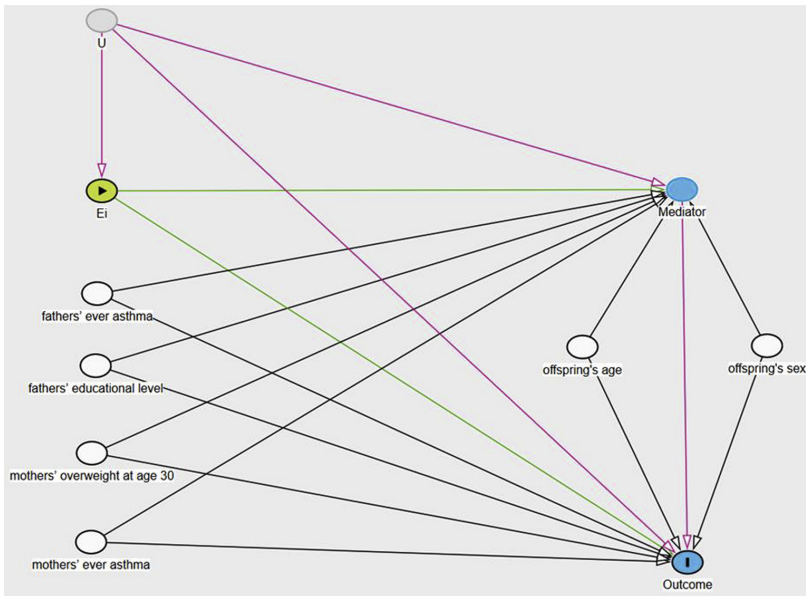 U
Ei
Mediator
fathers' ever asthma
fathers' educational level
offspring's age
offspring's sex
mothers' overweight at age 30
mothers' ever asthma
Outcome